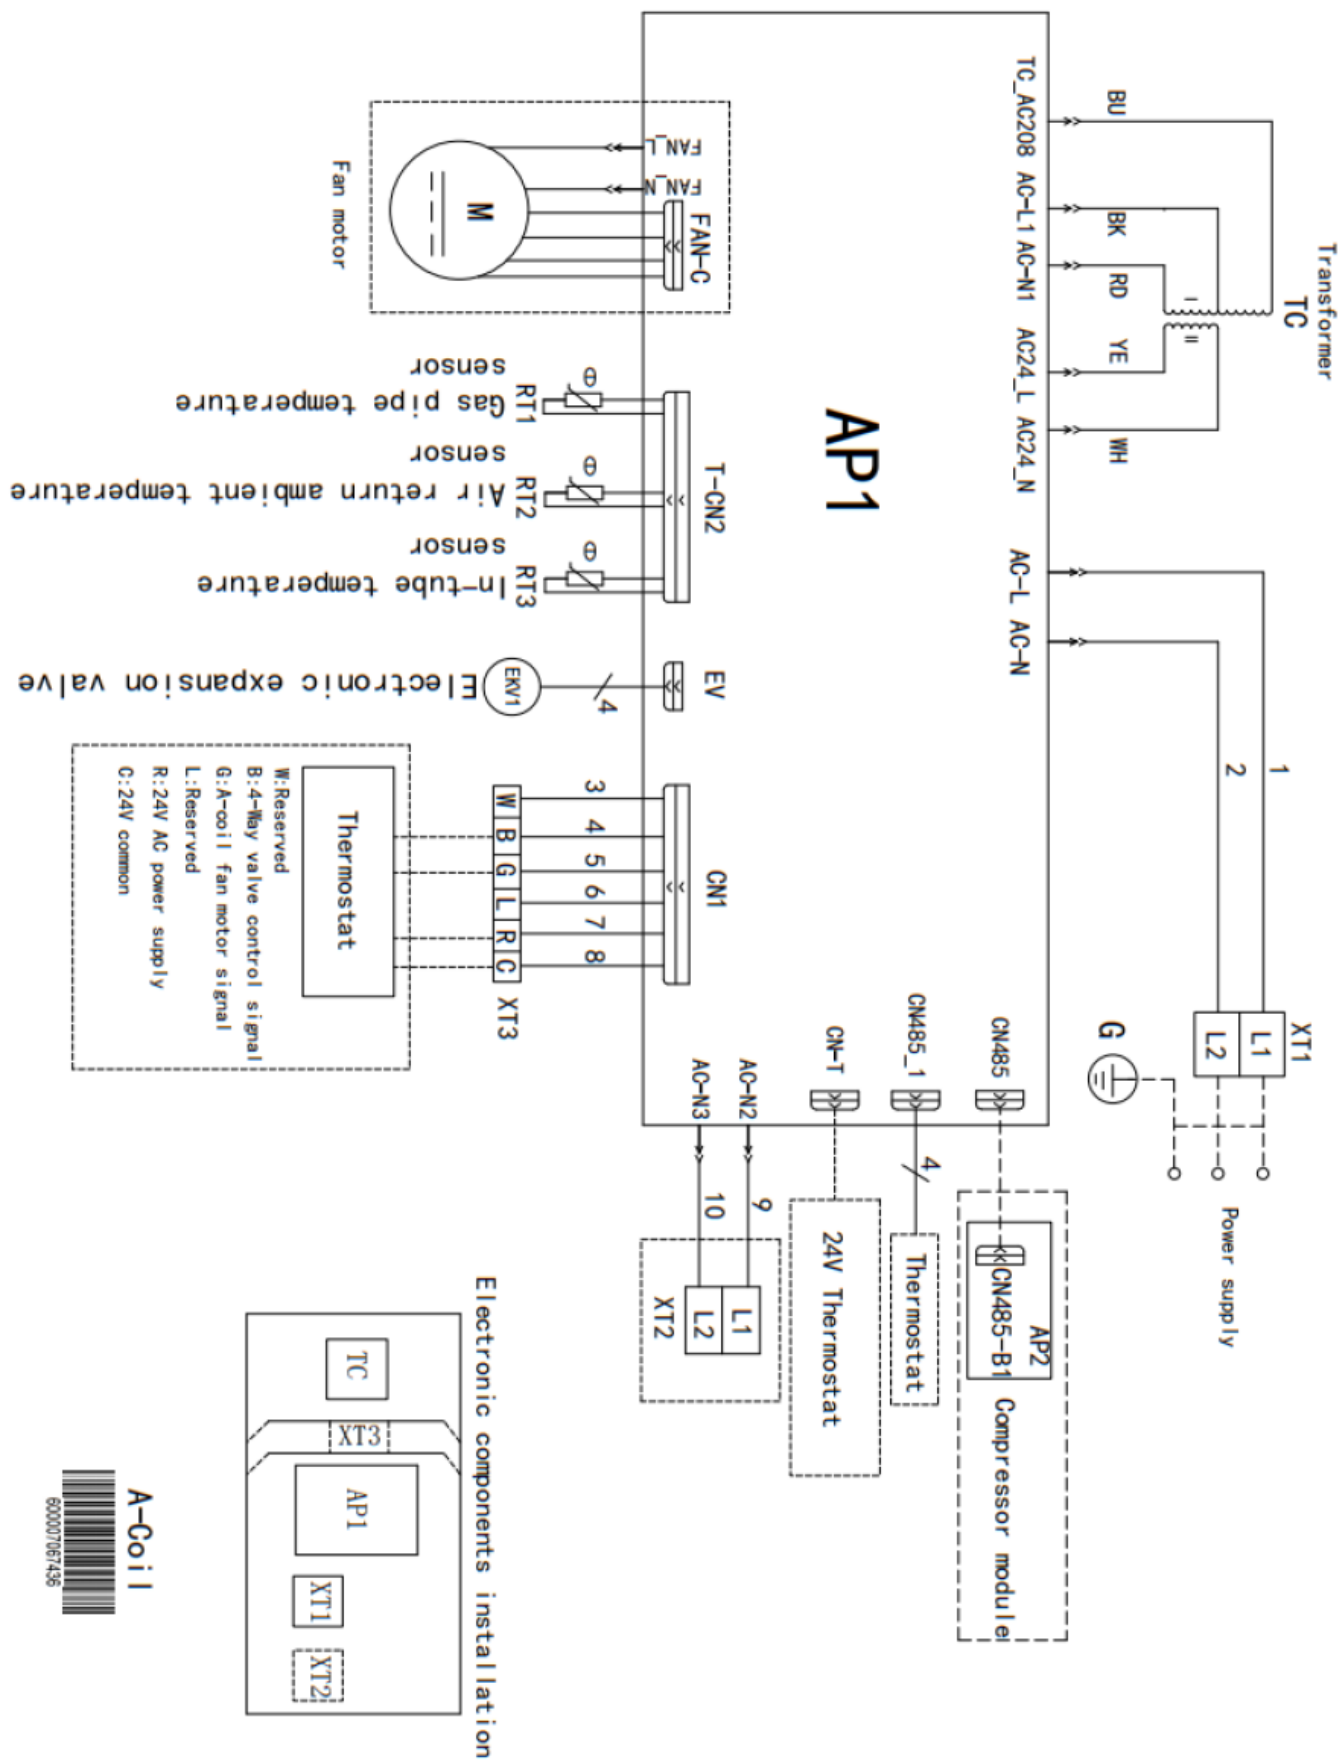 Transformer
TC
I
II
BU
BK
RD
YE
WH
TC_AC208
AC-L1
AC-N1
AC24_L
AC24_N
AC-L
AC-N
1
2
XT1
L1
L2
G
Power supply
AP1
FAN_L
FAN_N
FAN-C
M
Fan motor
T-CN2
RT1
Gas pipe temperature
sensor
RT2
Air return ambient temperature
sensor
RT3
In-tube temperature
sensor
θ
θ
θ
EV
4
EKV1
Electronic expansion valve
CN1
3
4
5
6
7
8
W
B
G
L
R
C
XT3
Thermostat
W:Reserved
B:4-Way valve control signal
G:A-coil fan motor signal
L:Reserved
R:24V AC power supply
C:24V common
CN485
CN485_1
CN-T
AC-N2
AC-N3
AP2
CN485-B1
Compressor module
4
Thermostat
24V Thermostat
9
10
L1
L2
XT2
Electronic components installation
TC
XT3
AP1
XT1
XT2
A-Coil
600007067436